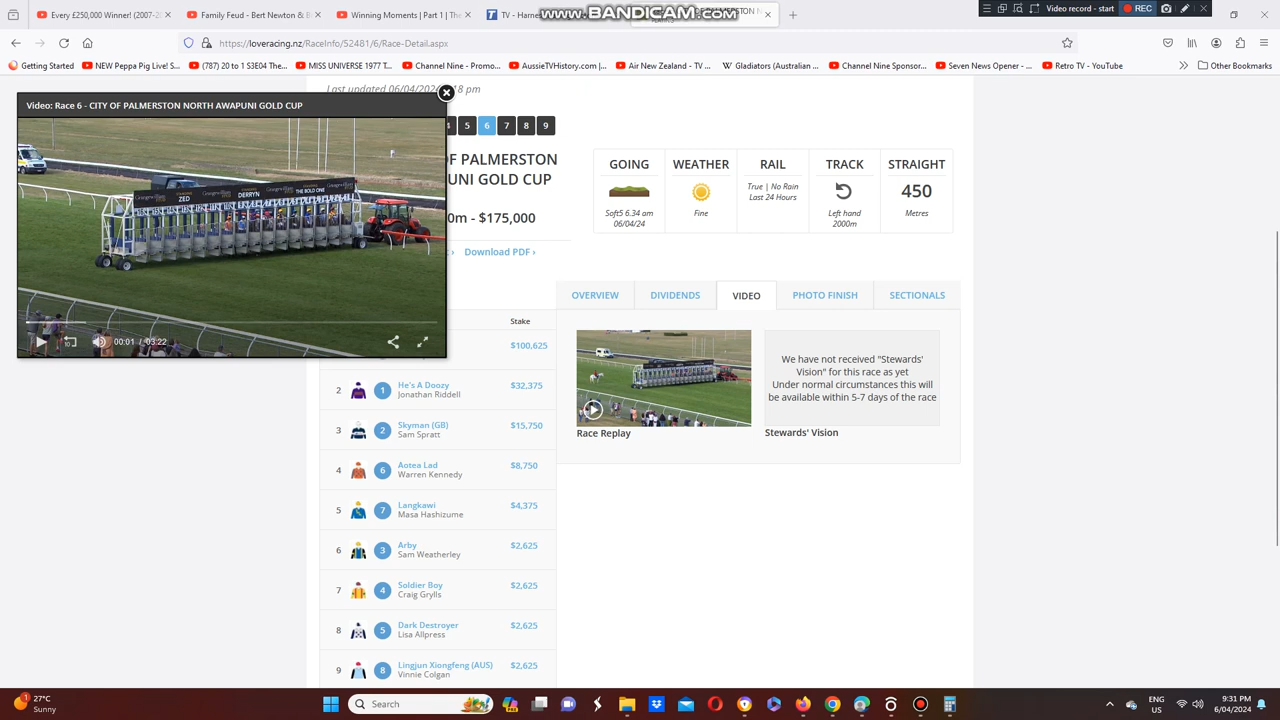 Every £250,000 Winner! (2007-2
Family Feud - Bert Newton & B
Winning Moments | Part 1 | The
TV - Harne
www.BANDICAM.com
Video record - start
REC
https://loveracing.nz/RaceInfo/52481/6/Race-Detail.aspx
Getting Started
NEW Peppa Pig Live! S...
(787) 20 to 1 S3E04 The...
MISS UNIVERSE 1977 T...
Channel Nine - Promo...
AussieTVHistory.com |...
Air New Zealand - TV ...
Gladiators (Australian ...
Channel Nine Sponsor...
Seven News Opener - ...
Retro TV - YouTube
Other Bookmarks
Last updated 06/04/202
18 pm
Video: Race 6 - CITY OF PALMERSTON NORTH AWAPUNI GOLD CUP
4 5 6 7 8 9
OF PALMERSTON
UNI GOLD CUP
0m - $175,000
Download PDF ›
ZED
DERRYN
THE BOLD ONE
00:01 / 03:22
GOING
Soft5 6.34 am
06/04/24
WEATHER
Fine
RAIL
True | No Rain
Last 24 Hours
TRACK
Left hand
2000m
STRAIGHT
450
Metres
OVERVIEW
DIVIDENDS
VIDEO
PHOTO FINISH
SECTIONALS
Stake
$100,625
2 1 He's A Doozy $32,375
Jonathan Riddell
3 2 Skyman (GB) $15,750
Sam Spratt
4 6 Aotea Lad $8,750
Warren Kennedy
5 7 Langkawi $4,375
Masa Hashizume
6 3 Arby $2,625
Sam Weatherley
7 4 Soldier Boy $2,625
Craig Grylls
8 5 Dark Destroyer $2,625
Lisa Allpress
9 8 Lingjun Xiongfeng (AUS) $2,625
Vinnie Colgan
Race Replay
We have not received "Stewards'
Vision" for this race as yet
Under normal circumstances this will
be available within 5-7 days of the race
Stewards' Vision
1
27°C
Sunny
Search
ENG
US
9:31 PM
6/04/2024